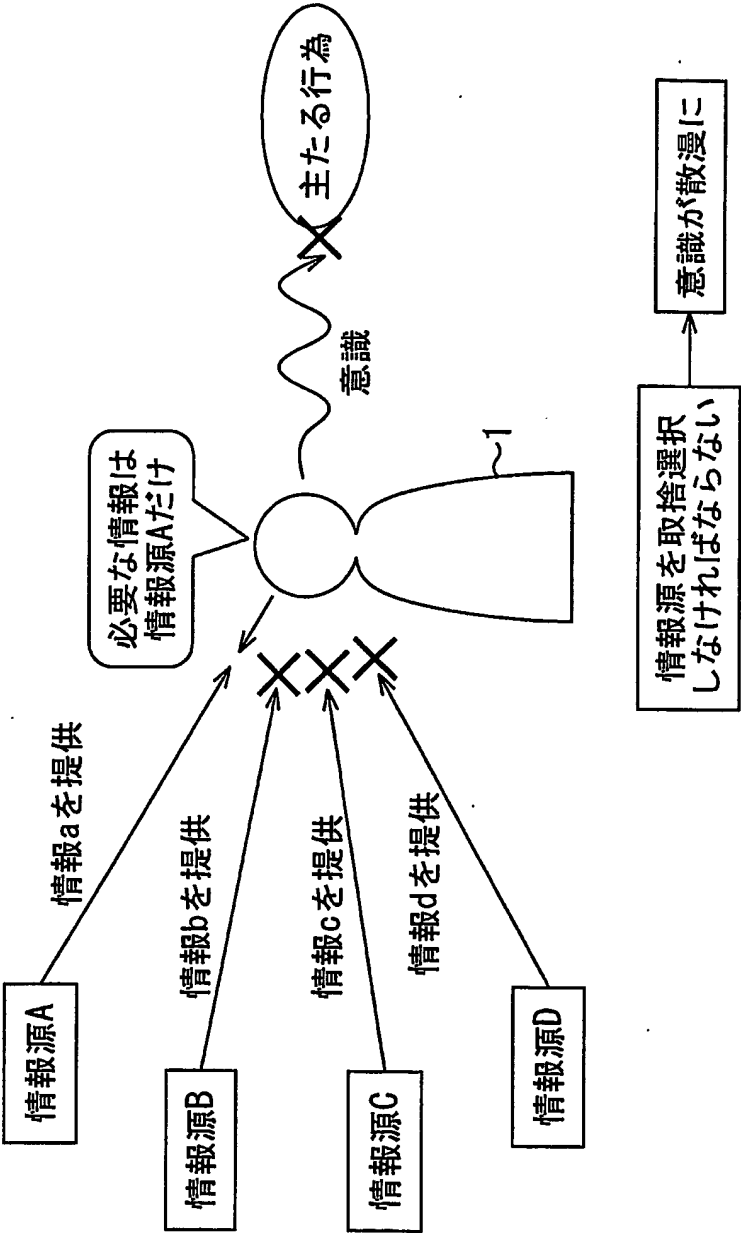 情報源A
情報源B
情報源C
情報源D
情報aを提供
情報bを提供
情報cを提供
情報dを提供
必要な情報は
情報源Aだけ
意識
主たる行為
1
情報源を取捨選択
しなければならない
意識が散漫に